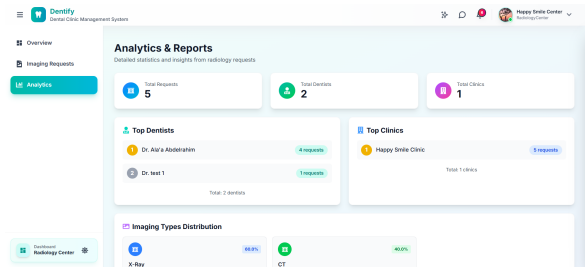 Dentify
Dental Clinic Management System
Happy Smile Center
RadiologyCenter
Overview
Imaging Requests
Analytics
Analytics & Reports
Detailed statistics and insights from radiology requests
Total Requests
5
Total Dentists
2
Total Clinics
1
Top Dentists
1 Dr. Ala'a Abdelrahim 4 requests
2 Dr. test 1 1 requests
Total: 2 dentists
Top Clinics
1 Happy Smile Clinic 5 requests
Total: 1 clinics
Imaging Types Distribution
60.0%
X-Ray
40.0%
CT
Dashboard
Radiology Center